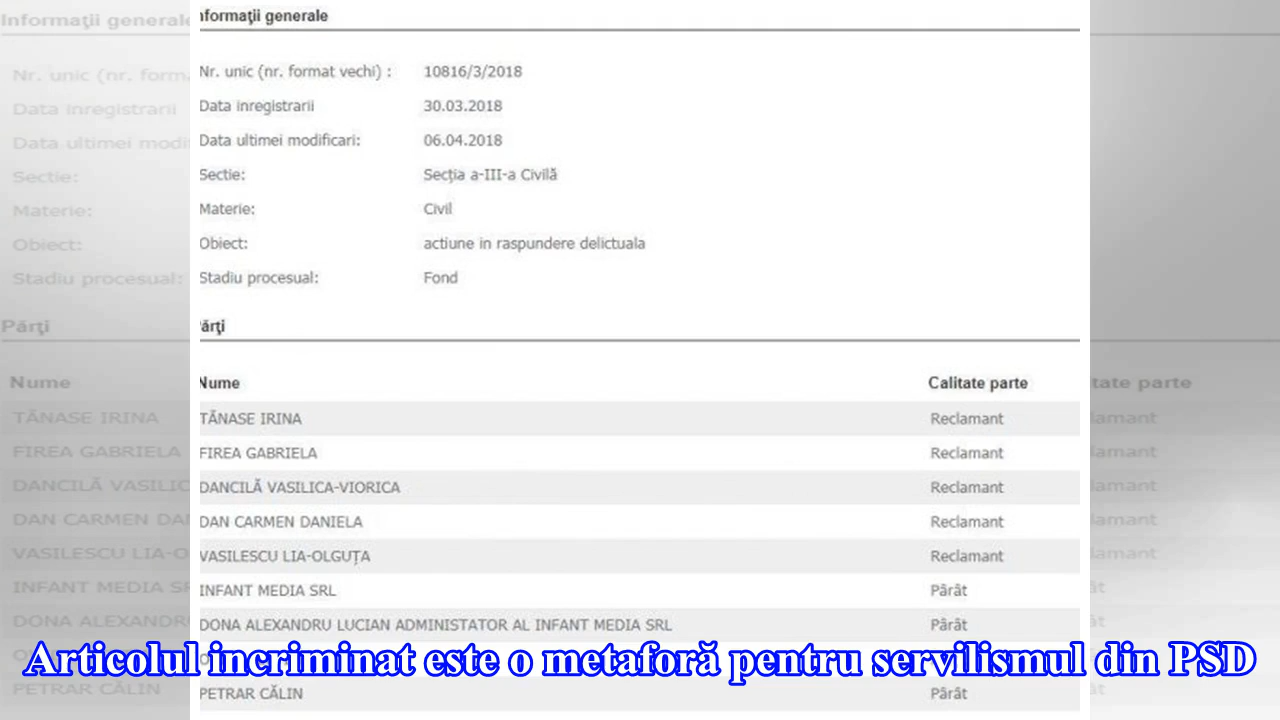 nformaţii generale
Nr. unic (nr. format vechi) : 10816/3/2018
Data inregistrarii 30.03.2018
Data ultimei modificari: 06.04.2018
Sectie: Secţia a-III-a Civilă
Materie: Civil
Obiect: actiune in raspundere delictuala
Stadiu procesual: Fond
ărţi
Nume Calitate parte
TĂNASE IRINA Reclamant
FIREA GABRIELA Reclamant
DANCILĂ VASILICA-VIORICA Reclamant
DAN CARMEN DANIELA Reclamant
VASILESCU LIA-OLGUȚA Reclamant
INFANT MEDIA SRL Pârât
DONA ALEXANDRU LUCIAN ADMINISTATOR AL INFANT MEDIA SRL Pârât
Articolul incriminat este o metaforă pentru servilismul din PSD
PETRAR CĂLIN Pârât